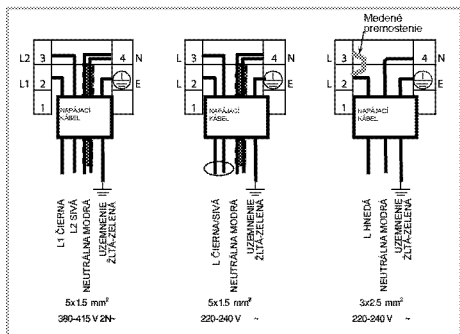 Medené
premostenie
L2 3 4 N
L1 2 E
1
NAPÁJACÍ
KÁBEL
L1 ČIERNA
L2 SIVÁ
NEUTRÁLNA MODRÁ
UZEMNENIE
ŽLTÁ-ZELENÁ
5x1.5 mm²
380-415 V 2N~
L 3 4 N
L 2 E
1
NAPÁJACÍ
KÁBEL
L ČIERNA/SIVÁ
NEUTRÁLNA MODRÁ
UZEMNENIE
ŽLTÁ-ZELENÁ
5x1.5 mm²
220-240 V ~
L 3 4 N
L 2 E
1
NAPÁJACÍ
KÁBEL
L HNEDÁ
NEUTRÁLNA MODRÁ
UZEMNENIE
ŽLTÁ-ZELENÁ
3x2.5 mm²
220-240 V ~